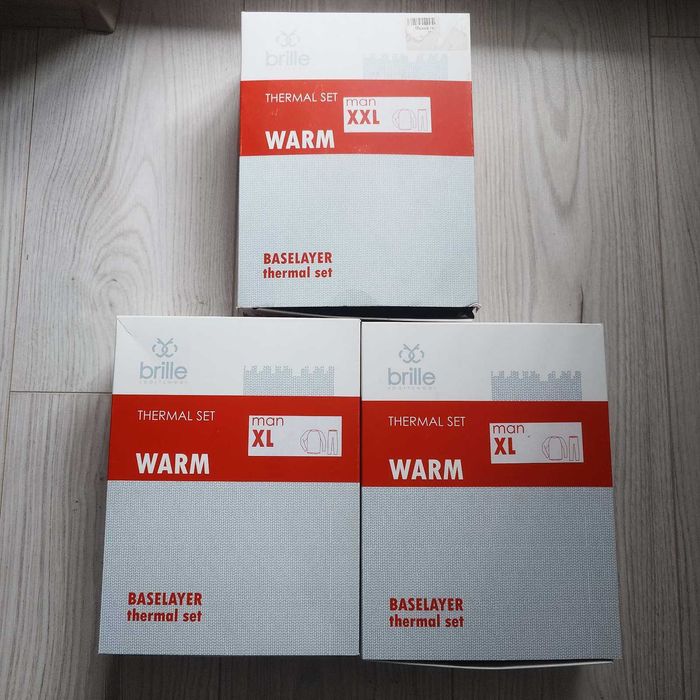 brille
THERMAL SET
man
XXL
WARM
BASELAYER
thermal set
brille
THERMAL SET
man
XL
WARM
BASELAYER
thermal set
brille
THERMAL SET
man
XL
WARM
BASELAYER
thermal set